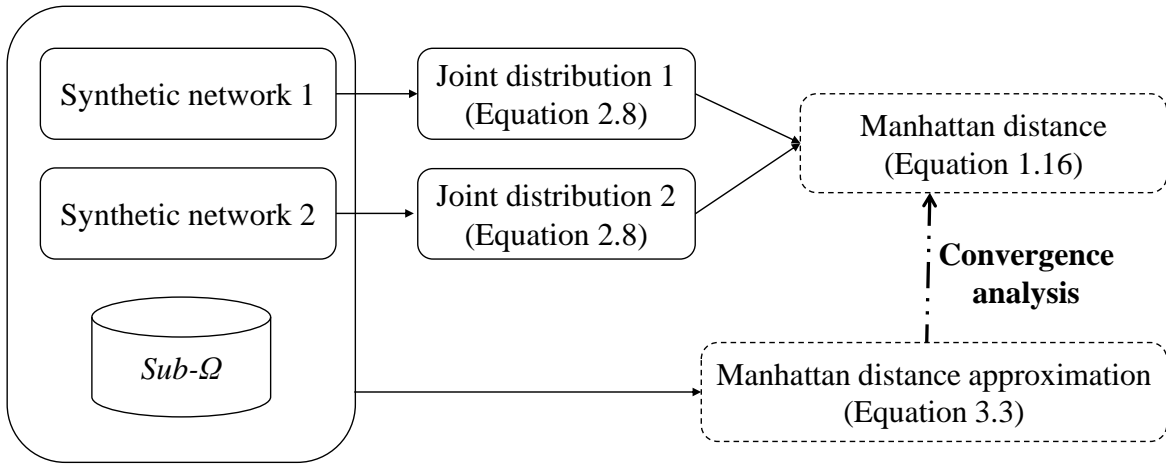 Synthetic network 1
Joint distribution 1
(Equation 2.8)
Manhattan distance
(Equation 1.16)
Synthetic network 2
Joint distribution 2
(Equation 2.8)
Convergence
analysis
Sub-Ω
Manhattan distance approximation
(Equation 3.3)